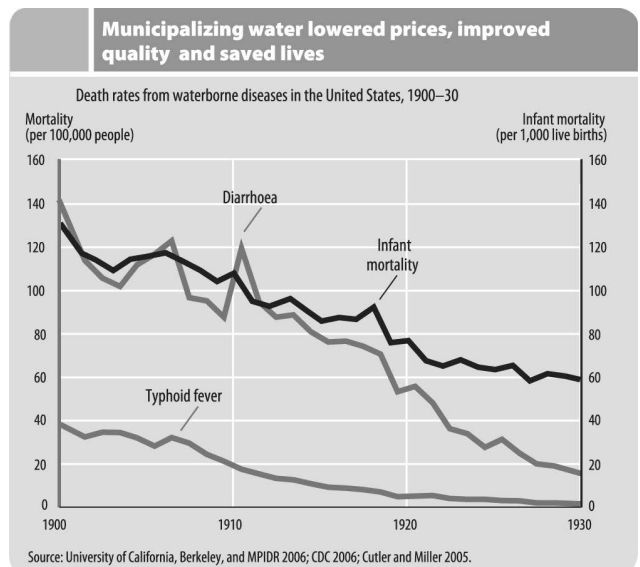 Municipalizing water lowered prices, improved
quality and saved lives
Death rates from waterborne diseases in the United States, 1900–30
Mortality
(per 100,000 people)
Infant mortality
(per 1,000 live births)
160
160
140
140
Diarrhoea
120
120
Infant
mortality
100
100
80
80
60
60
Typhoid fever
40
40
20
20
0
0
1900
1910
1920
1930
Source: University of California, Berkeley, and MPIDR 2006; CDC 2006; Cutler and Miller 2005.